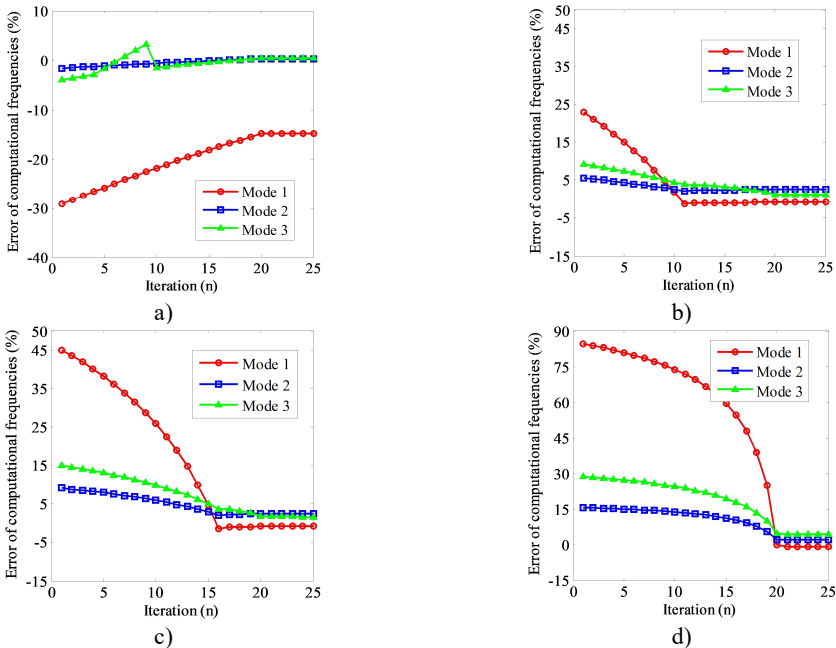 Error of computational frequencies (%)
10
0
-10
-20
-30
-40
Mode 1
Mode 2
Mode 3
0
5
10
15
20
25
Iteration (n)
a)
Error of computational frequencies (%)
50
45
35
25
15
5
-5
-15
Mode 1
Mode 2
Mode 3
0
5
10
15
20
25
Iteration (n)
b)
Error of computational frequencies (%)
50
45
35
25
15
5
-5
-15
Mode 1
Mode 2
Mode 3
0
5
10
15
20
25
Iteration (n)
c)
Error of computational fequencies (%)
90
75
60
45
30
15
0
-15
Mode 1
Mode 2
Mode 3
0
5
10
15
20
25
Iteration (n)
d)